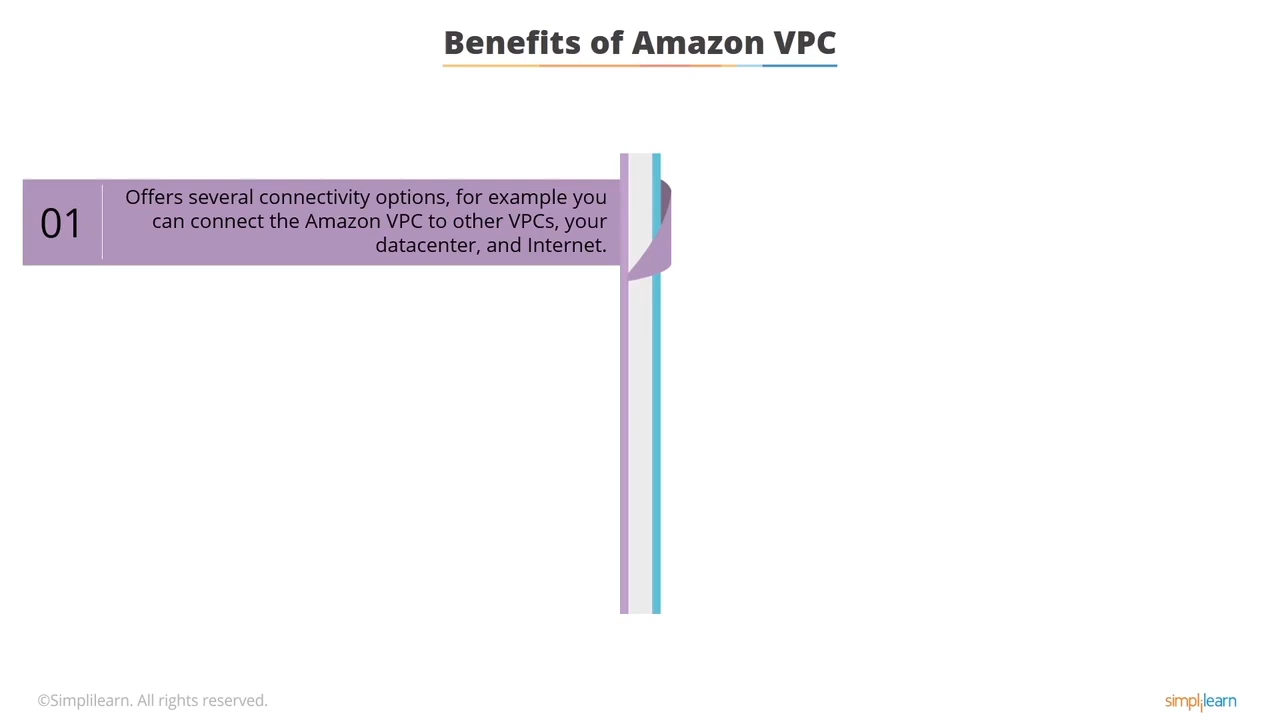 Benefits of Amazon VPC
01
Offers several connectivity options, for example you
can connect the Amazon VPC to other VPCs, your
datacenter, and Internet.
©Simplilearn. All rights reserved.
simplilearn